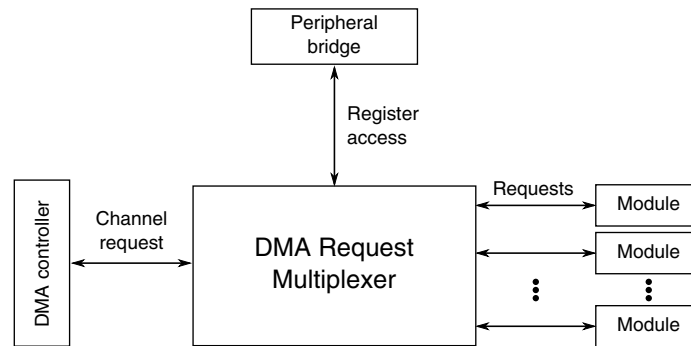 Peripheral
bridge
Register
access
Requests
Module
Channel
request
DMA controller
DMA Request
Multiplexer
Module
Module